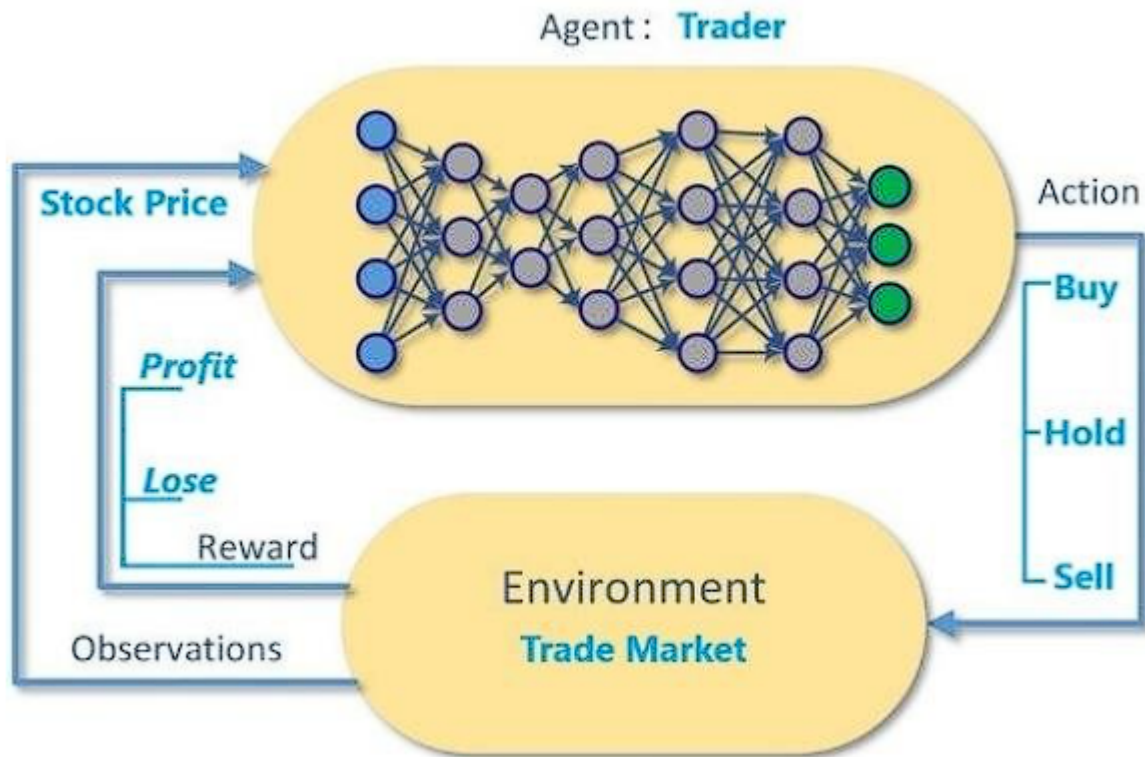 Agent : Trader
Stock Price
Action
Buy
Profit
Hold
Lose
Reward
Sell
Environment
Observations
Trade Market